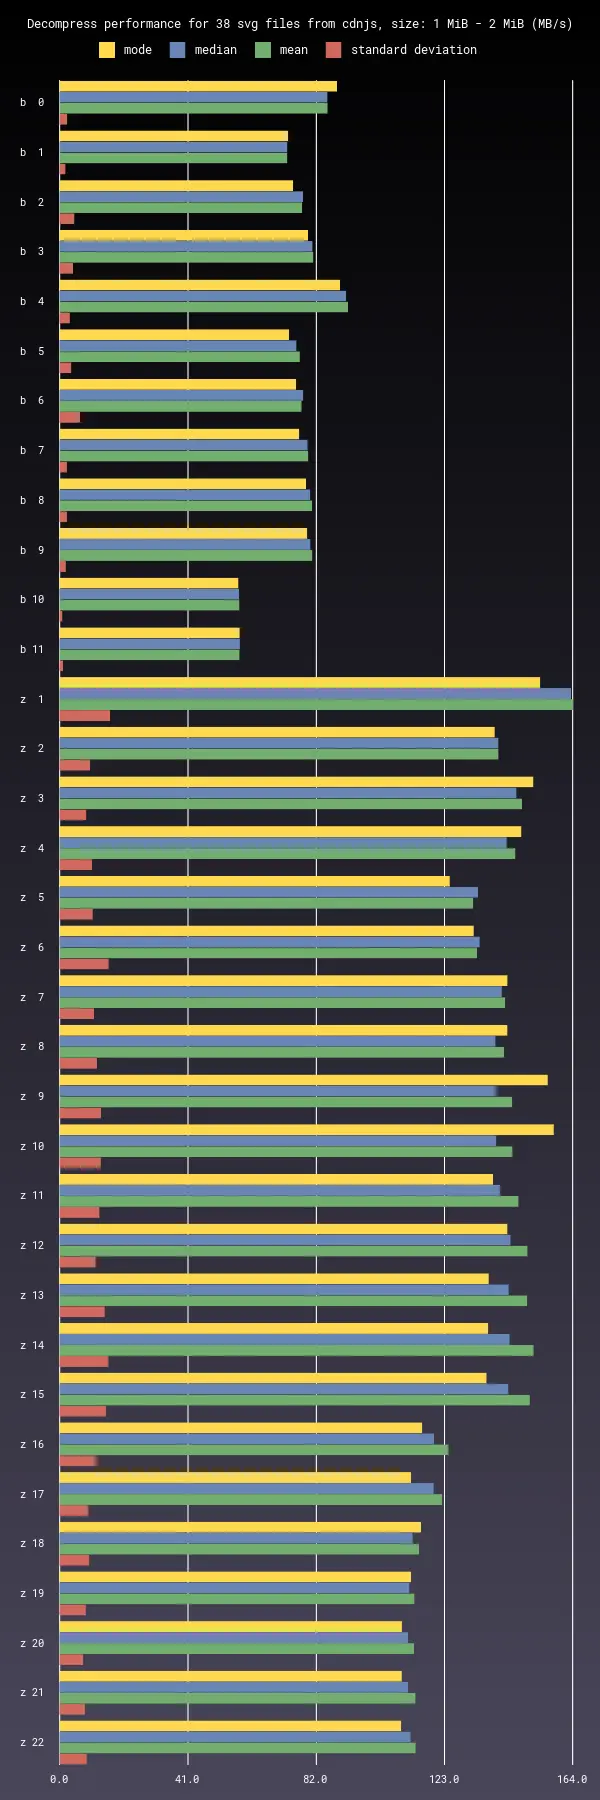 Decompress performance for 38 svg files from cdnjs, size: 1 MiB - 2 MiB (MB/s)
mode median mean standard deviation
b 0
b 1
b 2
b 3
b 4
b 5
b 6
b 7
b 8
b 9
b 10
b 11
z 1
z 2
z 3
z 4
z 5
z 6
z 7
z 8
z 9
z 10
z 11
z 12
z 13
z 14
z 15
z 16
z 17
z 18
z 19
z 20
z 21
z 22
0.0 41.0 82.0 123.0 164.0